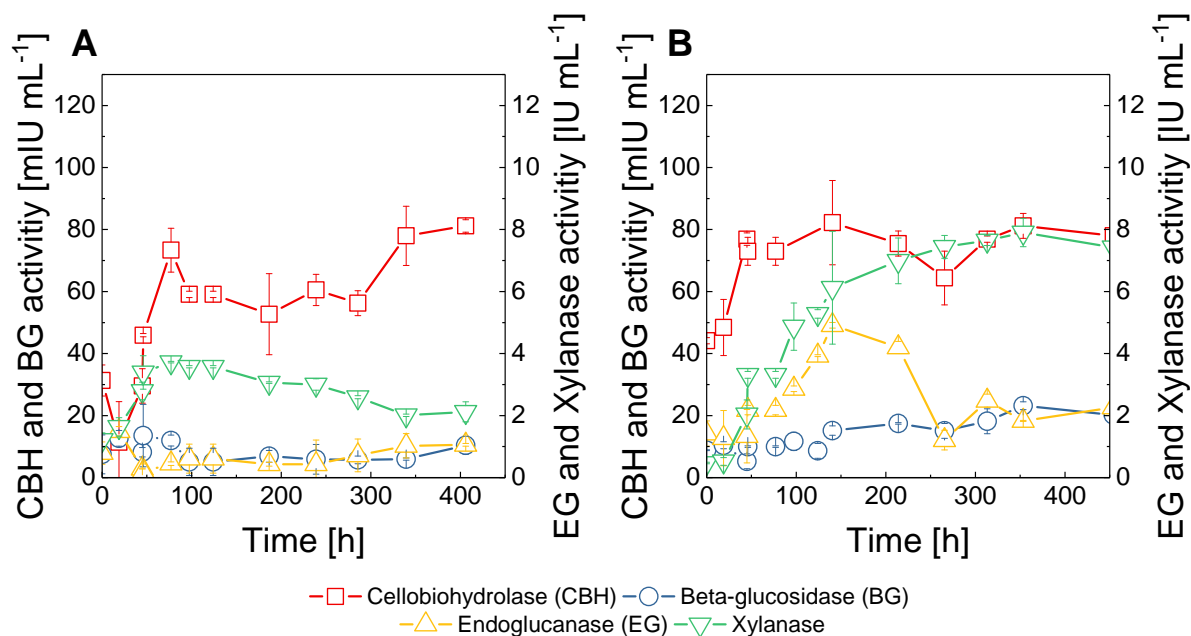 A
CBH and BG activitiy [mIU mL-1]
120
100
80
60
40
20
0
0 100 200 300 400
Time [h]
12
10
8
6
4
2
0
EG and Xylanase activitiy [IU mL-1]
B
CBH and BG activitiy [mIU mL-1]
120
100
80
60
40
20
0
0 100 200 300 400
Time [h]
12
10
8
6
4
2
0
EG and Xylanase activitiy [IU mL-1]
Cellobiohydrolase (CBH) Beta-glucosidase (BG)
Endoglucanase (EG) Xylanase